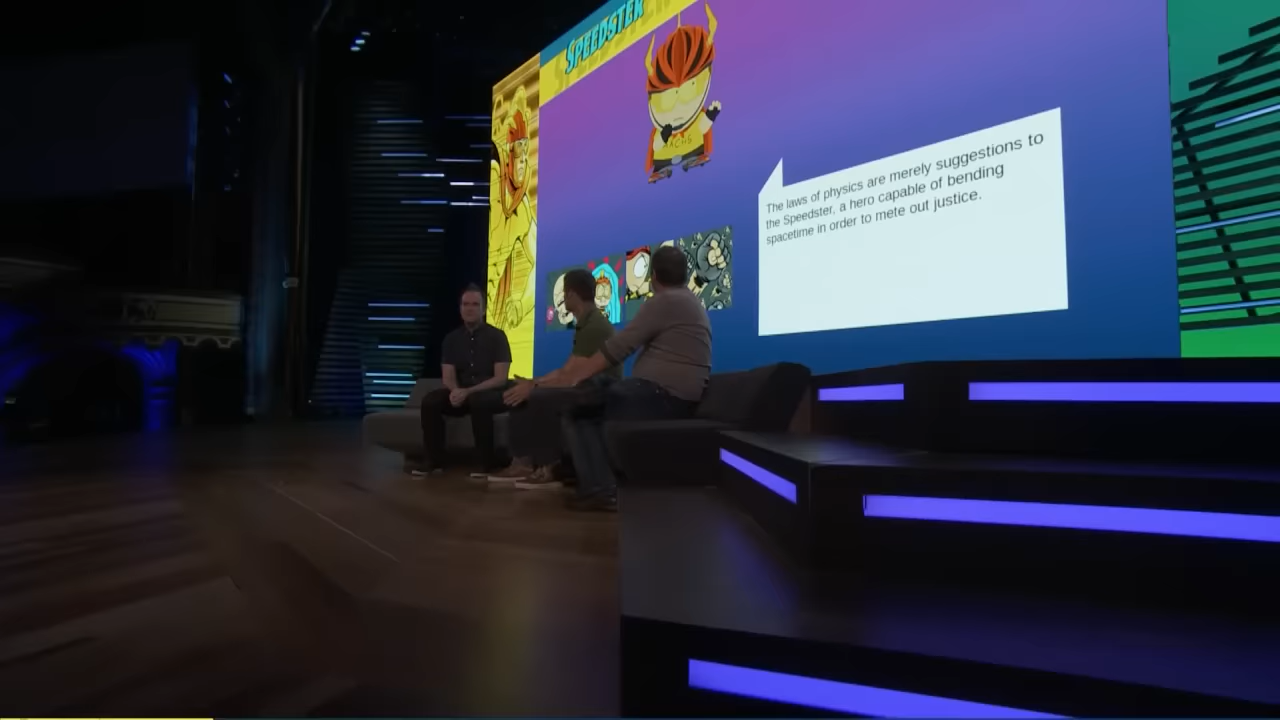 SPEEDSTER
The laws of physics are merely suggestions to
the Speedster, a hero capable of bending
spacetime in order to mete out justice.